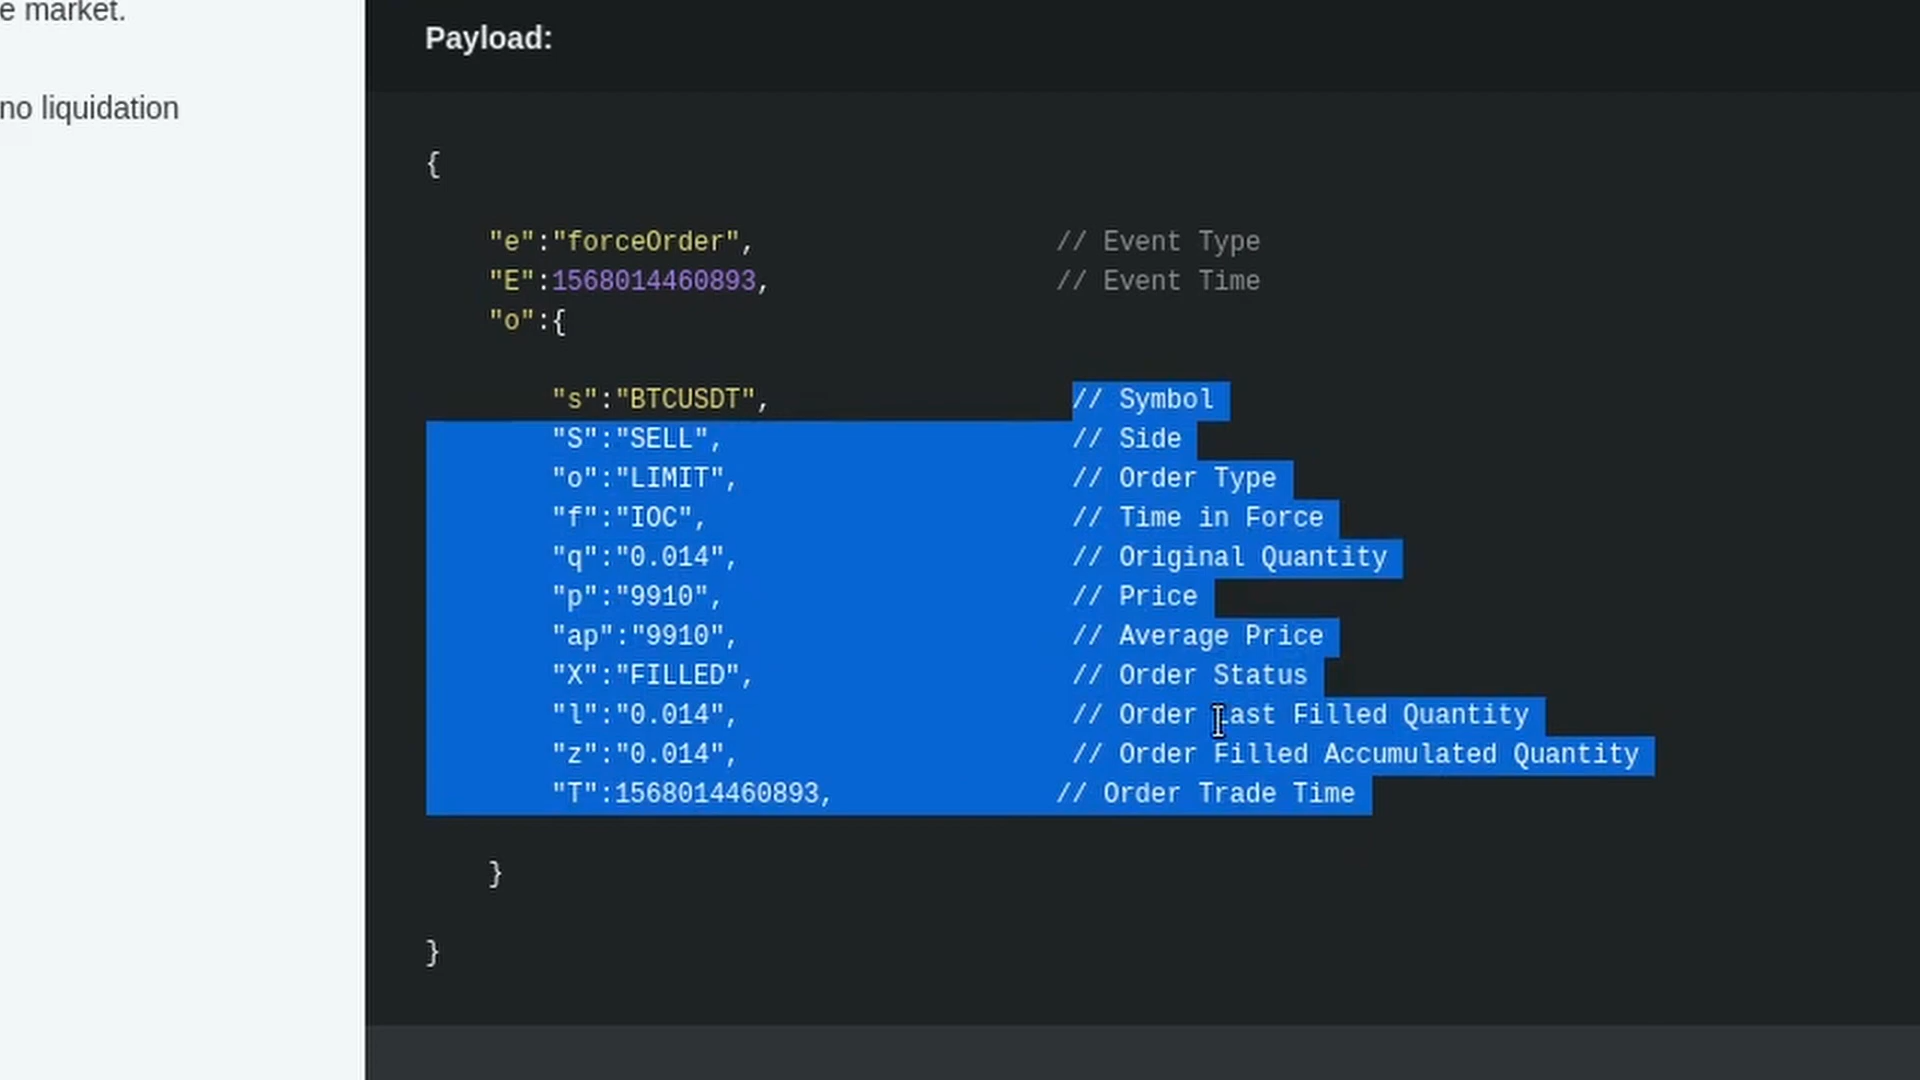 e market.
no liquidation
Payload:
{
"e":"forceOrder", // Event Type
"E":1568014460893, // Event Time
"o":{
"s":"BTCUSDT", // Symbol
"S":"SELL", // Side
"o":"LIMIT", // Order Type
"f":"IOC", // Time in Force
"q":"0.014", // Original Quantity
"p":"9910", // Price
"ap":"9910", // Average Price
"X":"FILLED", // Order Status
"l":"0.014", // Order Last Filled Quantity
"z":"0.014", // Order Filled Accumulated Quantity
"T":1568014460893, // Order Trade Time
}
}